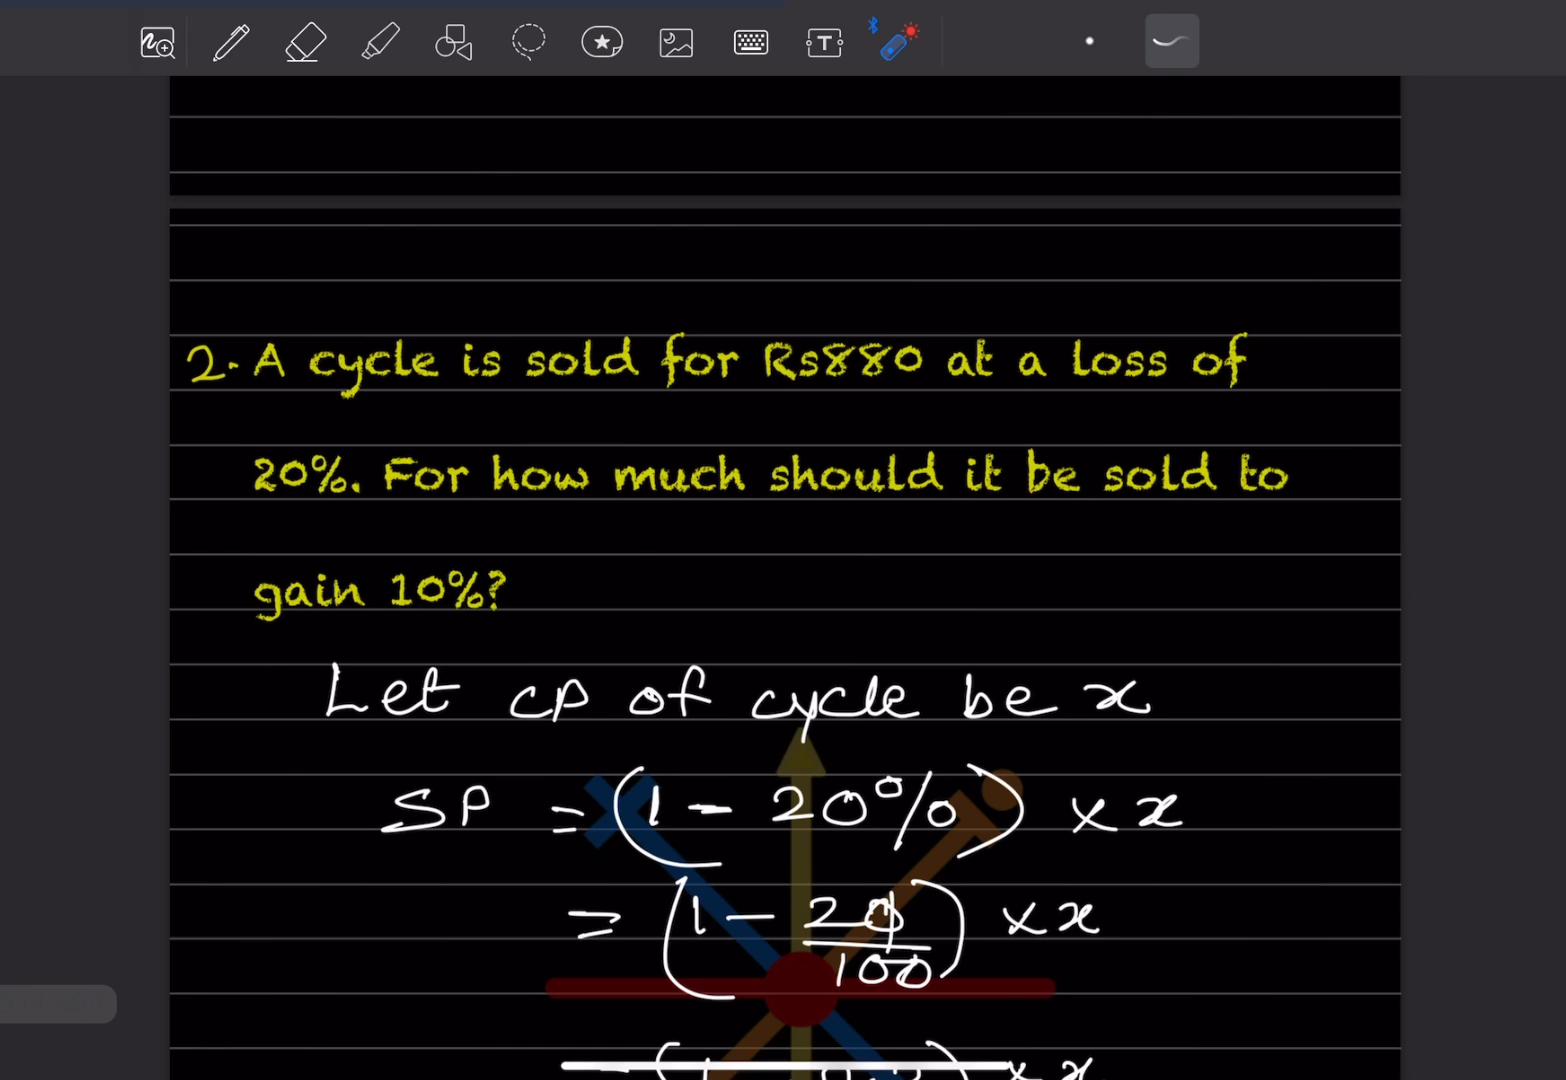 2. A cycle is sold for Rs880 at a loss of
20%. For how much should it be sold to
gain 10%?
Let CP of cycle be x
SP = (1 - 20%) × x
= (1 - 20/100) × x